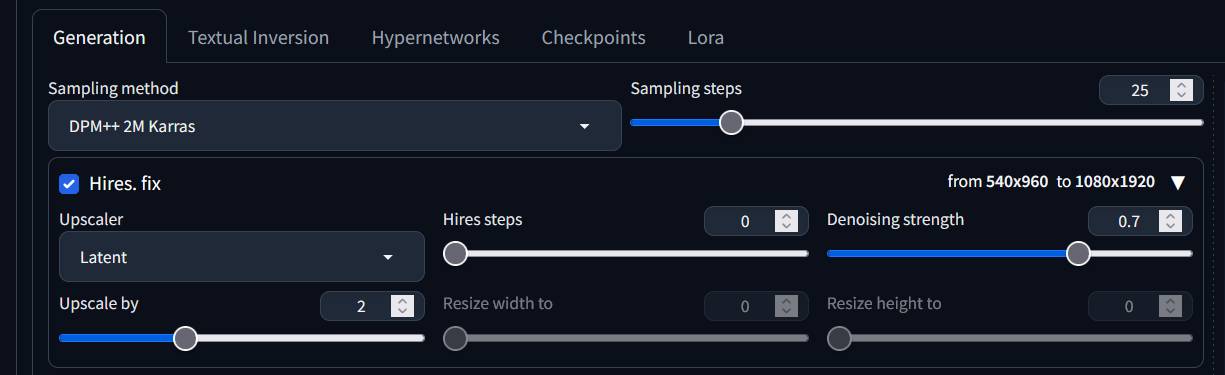 Generation Textual Inversion Hypernetworks Checkpoints Lora
Sampling method
DPM++ 2M Karras
Sampling steps
25
Hires. fix
from 540x960 to 1080x1920 ▼
Upscaler
Latent
Hires steps
0
Denoising strength
0.7
Upscale by
2
Resize width to
0
Resize height to
0